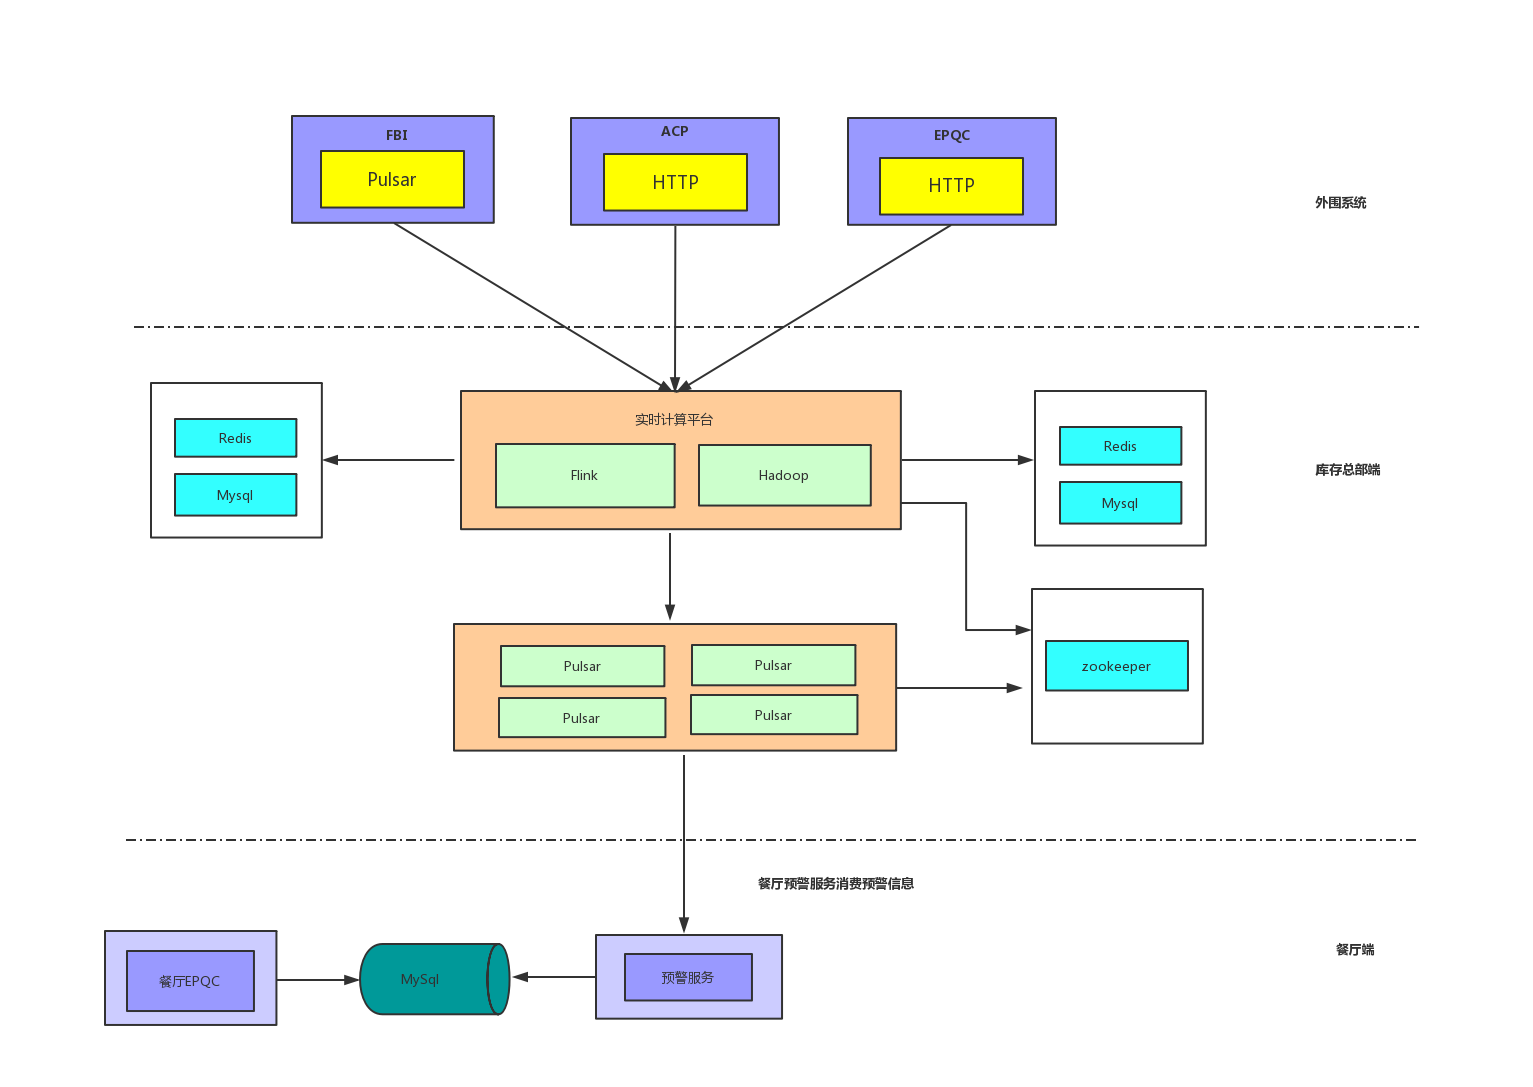 FBI
Pulsar
ACP
HTTP
EPQC
HTTP
外围系统
Redis
Mysql
实时计算平台
Flink
Hadoop
Redis
Mysql
库存总部端
Pulsar
Pulsar
Pulsar
Pulsar
zookeeper
餐厅预警服务消费预警信息
餐厅EPQC
MySql
预警服务
餐厅端